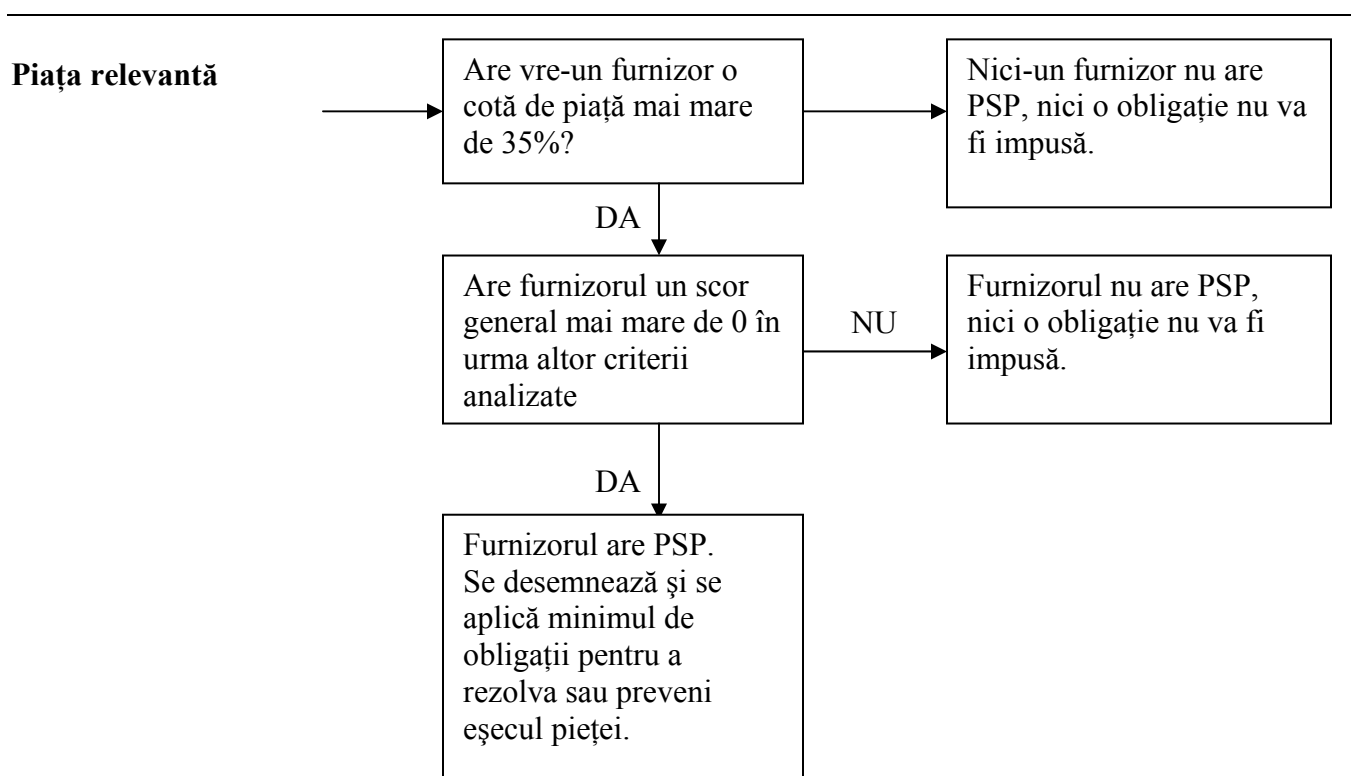 Piața relevantă
Are vre-un furnizor o
cotă de piață mai mare
de 35%?
Nici-un furnizor nu are
PSP, nici o obligație nu va
fi impusă.
DA
Are furnizorul un scor
general mai mare de 0 în
urma altor criterii
analizate
NU
Furnizorul nu are PSP,
nici o obligație nu va fi
impusă.
DA
Furnizorul are PSP.
Se desemnează şi se
aplică minimul de
obligații pentru a
rezolva sau preveni
eşecul pieței.